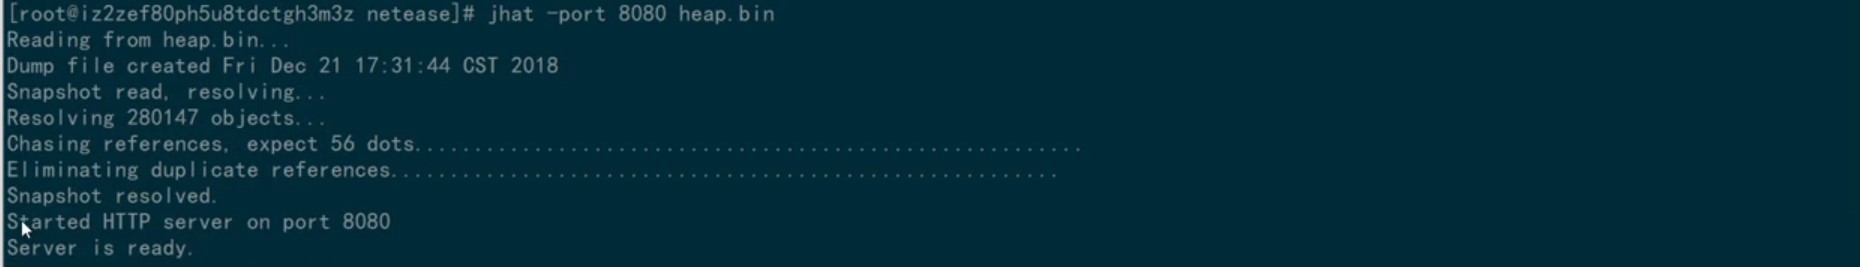 [root@iz2zef80ph5u8tdctgh3m3z netease]# jhat -port 8080 heap.bin
Reading from heap.bin...
Dump file created Fri Dec 21 17:31:44 CST 2018
Snapshot read, resolving...
Resolving 280147 objects...
Chasing references, expect 56 dots........................................................
Eliminating duplicate references........................................................
Snapshot resolved.
Started HTTP server on port 8080
Server is ready.